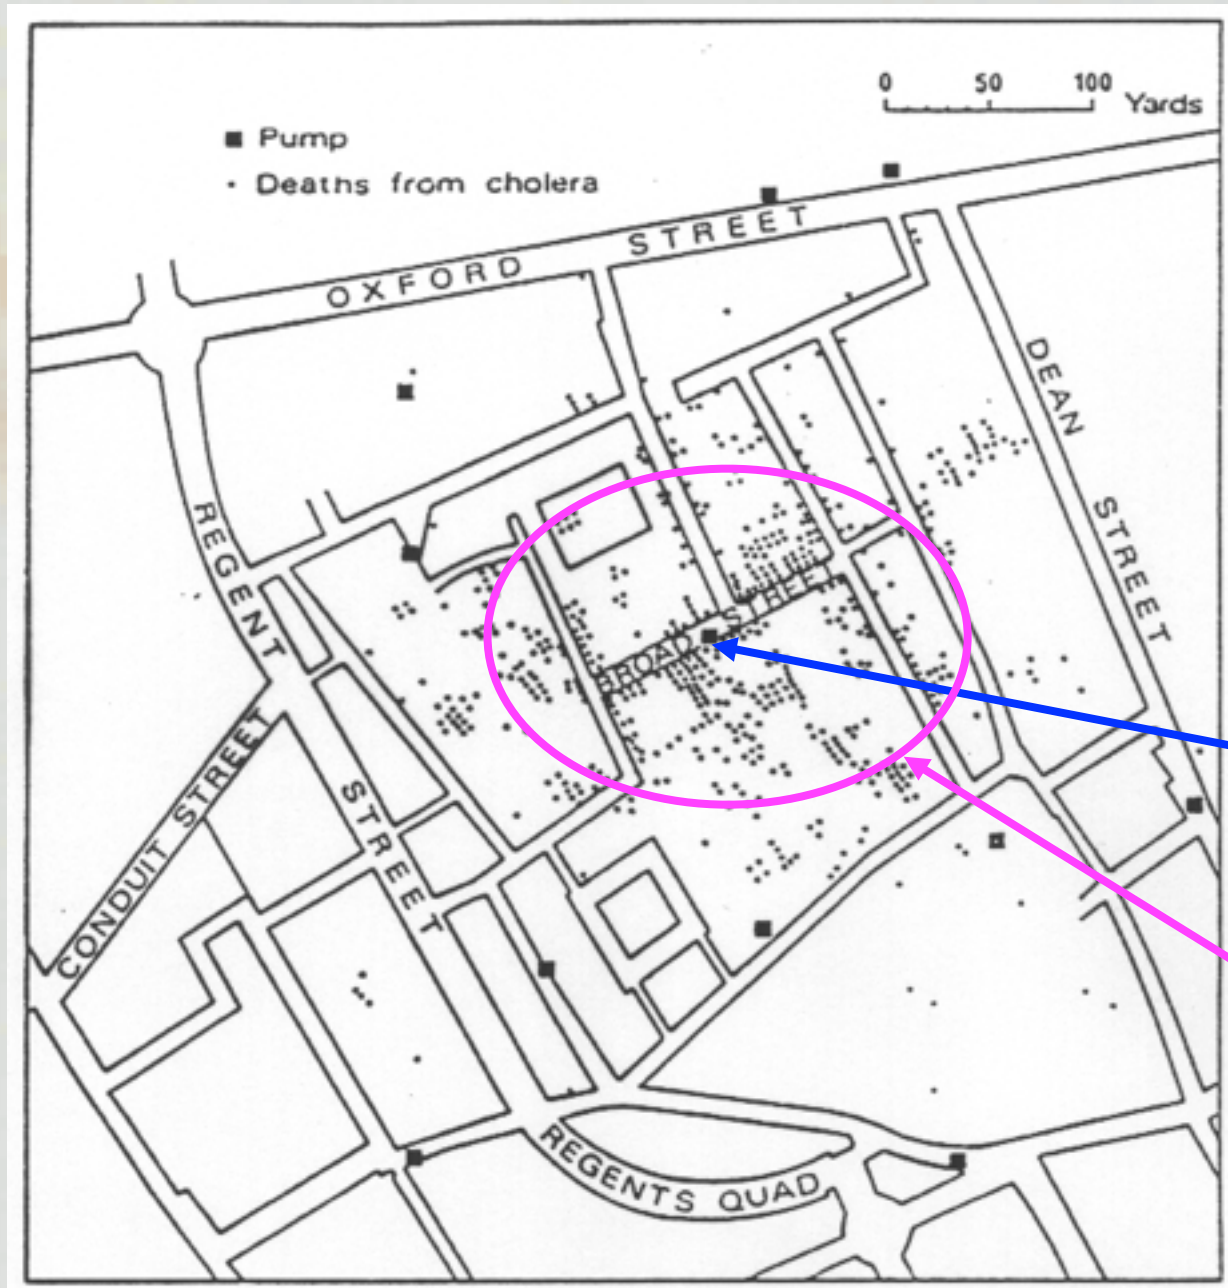 0 50 100 Yards
Pump
Deaths from cholera
OXFORD STREET
DEAN STREET
REGENT STREET
BROAD STREET
CONDUIT STREET
REGENTS QUAD